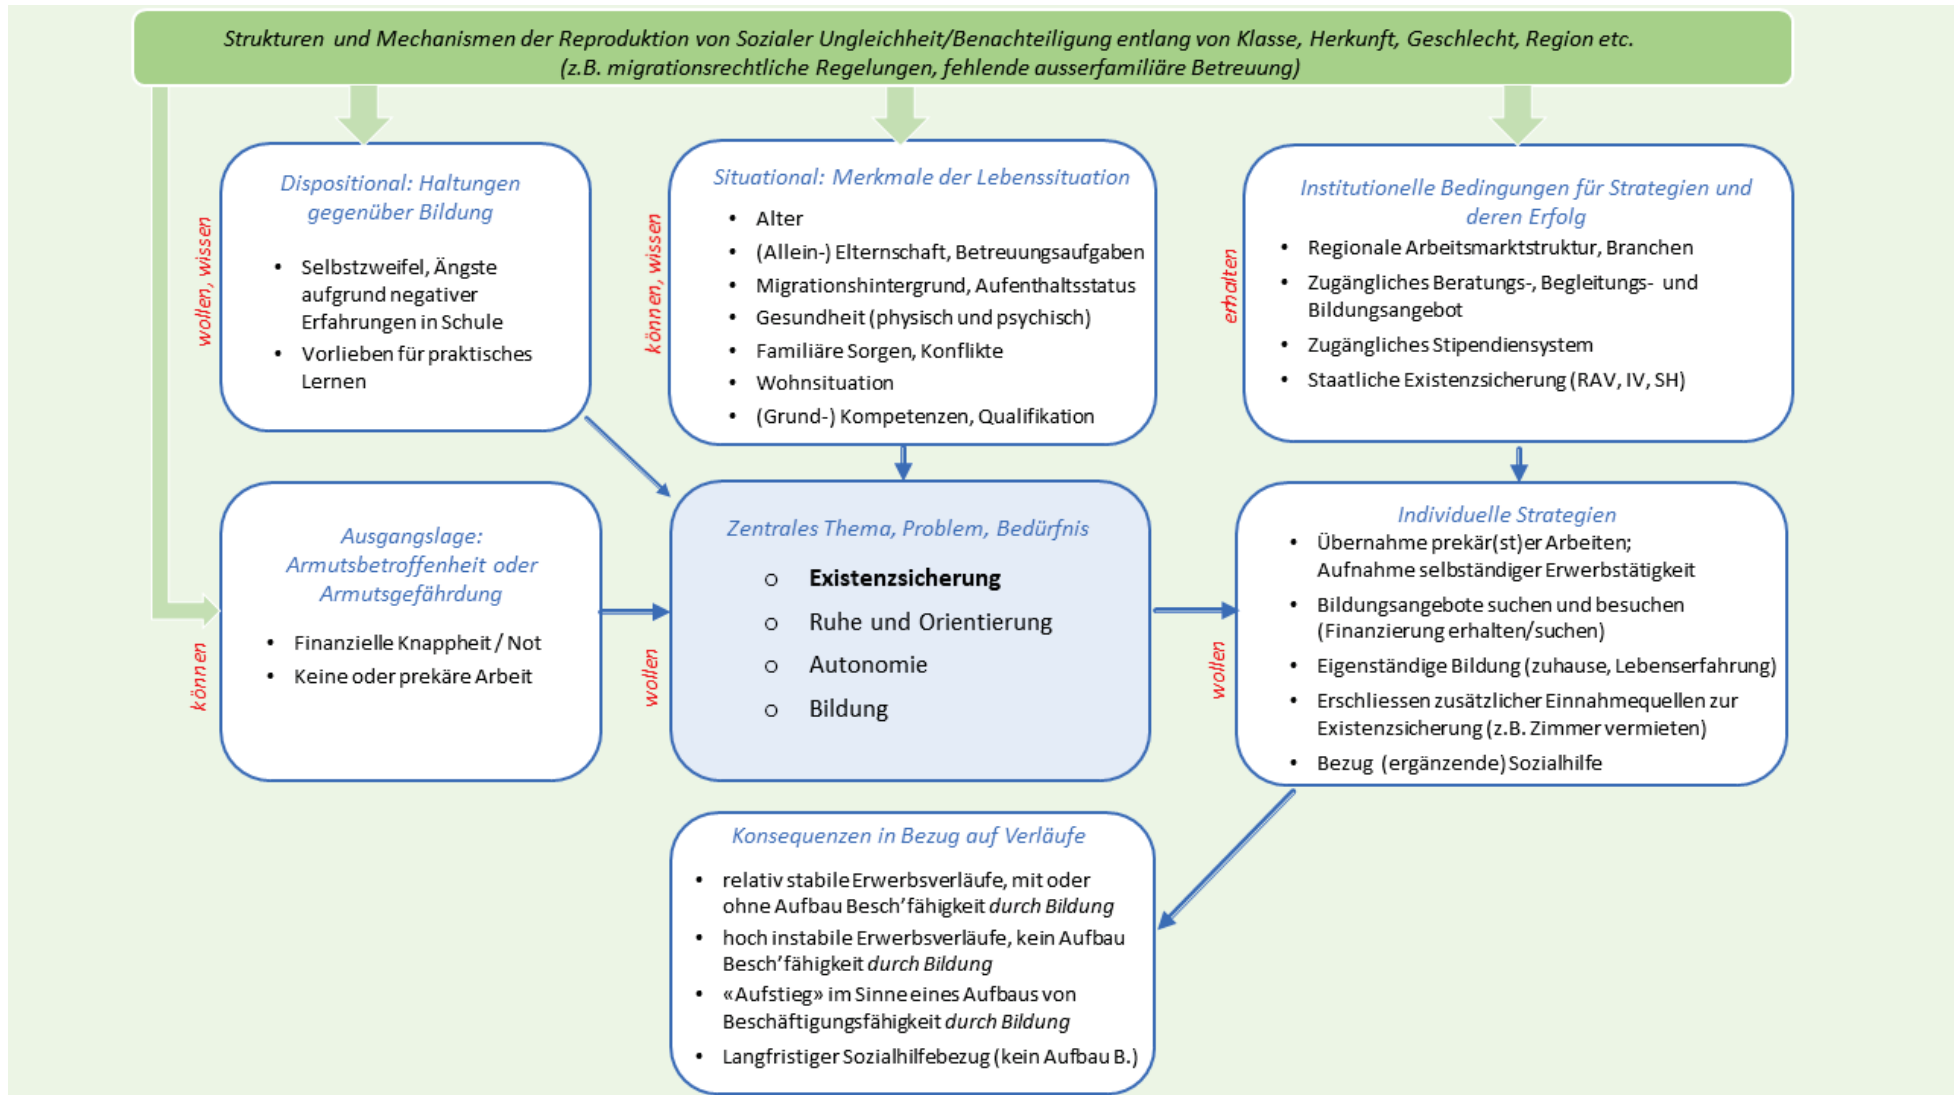 Strukturen und Mechanismen der Reproduktion von Sozialer Ungleichheit/Benachteiligung entlang von Klasse, Herkunft, Geschlecht, Region etc.
(z.B. migrationsrechtliche Regelungen, fehlende ausserfamiliäre Betreuung)
wollen, wissen
Dispositional: Haltungen
gegenüber Bildung
• Selbstzweifel, Ängste
aufgrund negativer
Erfahrungen in Schule
• Vorlieben für praktisches
Lernen
können, wissen
Situational: Merkmale der Lebenssituation
• Alter
• (Allein-) Elternschaft, Betreuungsaufgaben
• Migrationshintergrund, Aufenthaltsstatus
• Gesundheit (physisch und psychisch)
• Familiäre Sorgen, Konflikte
• Wohnsituation
• (Grund-) Kompetenzen, Qualifikation
erhalten
Institutionelle Bedingungen für Strategien und
deren Erfolg
• Regionale Arbeitsmarktstruktur, Branchen
• Zugängliches Beratungs-, Begleitungs- und
Bildungsangebot
• Zugängliches Stipendiensystem
• Staatliche Existenzsicherung (RAV, IV, SH)
können
Ausgangslage:
Armutsbetroffenheit oder
Armutsgefährdung
• Finanzielle Knappheit / Not
• Keine oder prekäre Arbeit
wollen
Zentrales Thema, Problem, Bedürfnis
o Existenzsicherung
o Ruhe und Orientierung
o Autonomie
o Bildung
wollen
Individuelle Strategien
• Übernahme prekär(st)er Arbeiten;
Aufnahme selbständiger Erwerbstätigkeit
• Bildungsangebote suchen und besuchen
(Finanzierung erhalten/suchen)
• Eigenständige Bildung (zuhause, Lebenserfahrung)
• Erschliessen zusätzlicher Einnahmequellen zur
Existenzsicherung (z.B. Zimmer vermieten)
• Bezug (ergänzende) Sozialhilfe
Konsequenzen in Bezug auf Verläufe
• relativ stabile Erwerbsverläufe, mit oder
ohne Aufbau Besch’fähigkeit durch Bildung
• hoch instabile Erwerbsverläufe, kein Aufbau
Besch’fähigkeit durch Bildung
• «Aufstieg» im Sinne eines Aufbaus von
Beschäftigungsfähigkeit durch Bildung
• Langfristiger Sozialhilfebezug (kein Aufbau B.)